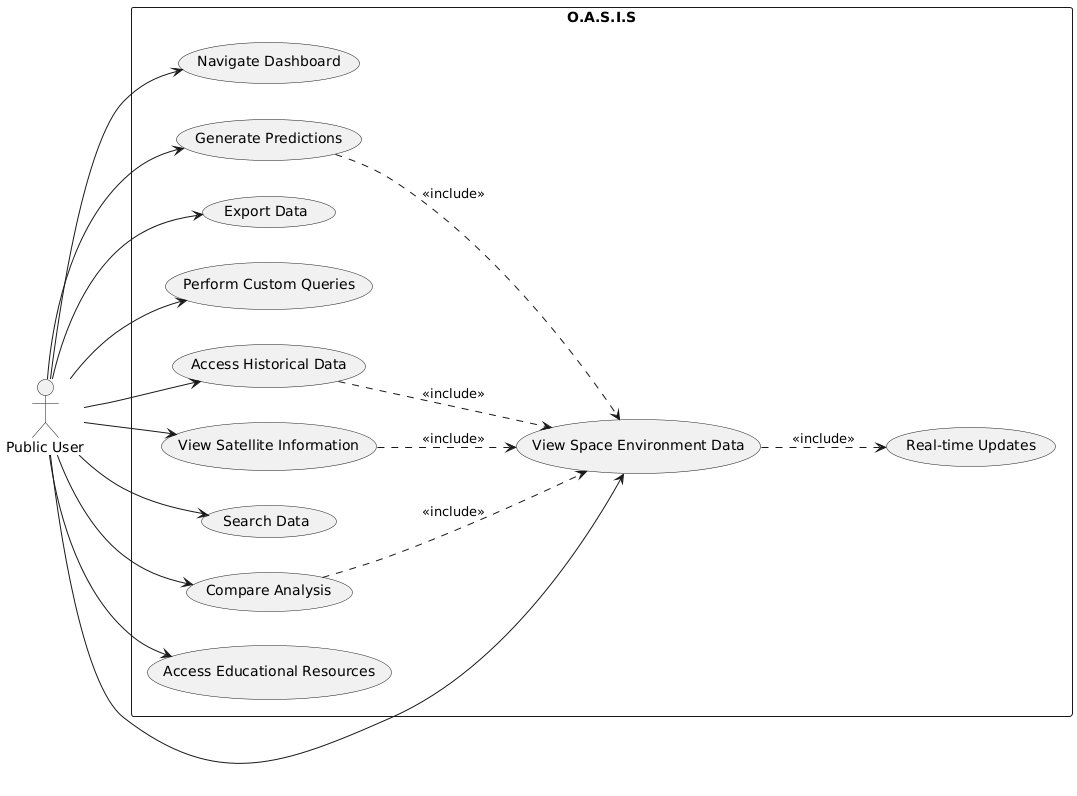 O.A.S.I.S
Navigate Dashboard
Generate Predictions
«include»
Export Data
Perform Custom Queries
Access Historical Data
«include»
Public User
View Satellite Information
«include»
View Space Environment Data
«include»
Real-time Updates
Search Data
«include»
Compare Analysis
Access Educational Resources